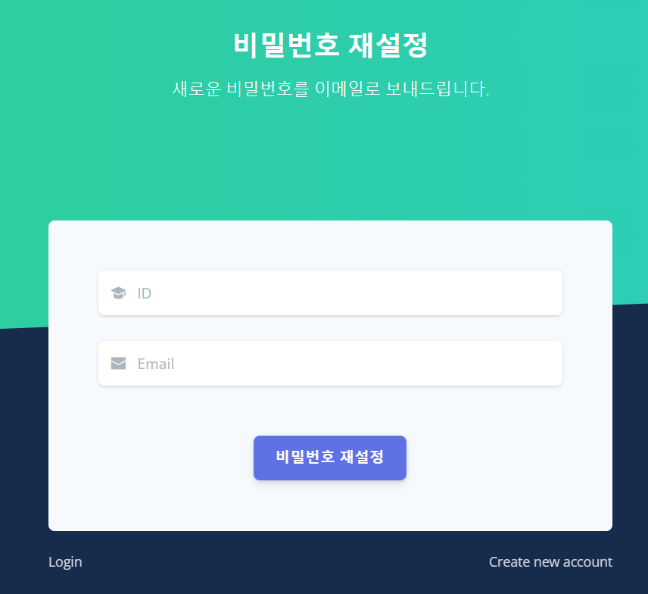 비밀번호 재설정
새로운 비밀번호를 이메일로 보내드립니다.
ID
Email
비밀번호 재설정
Login
Create new account